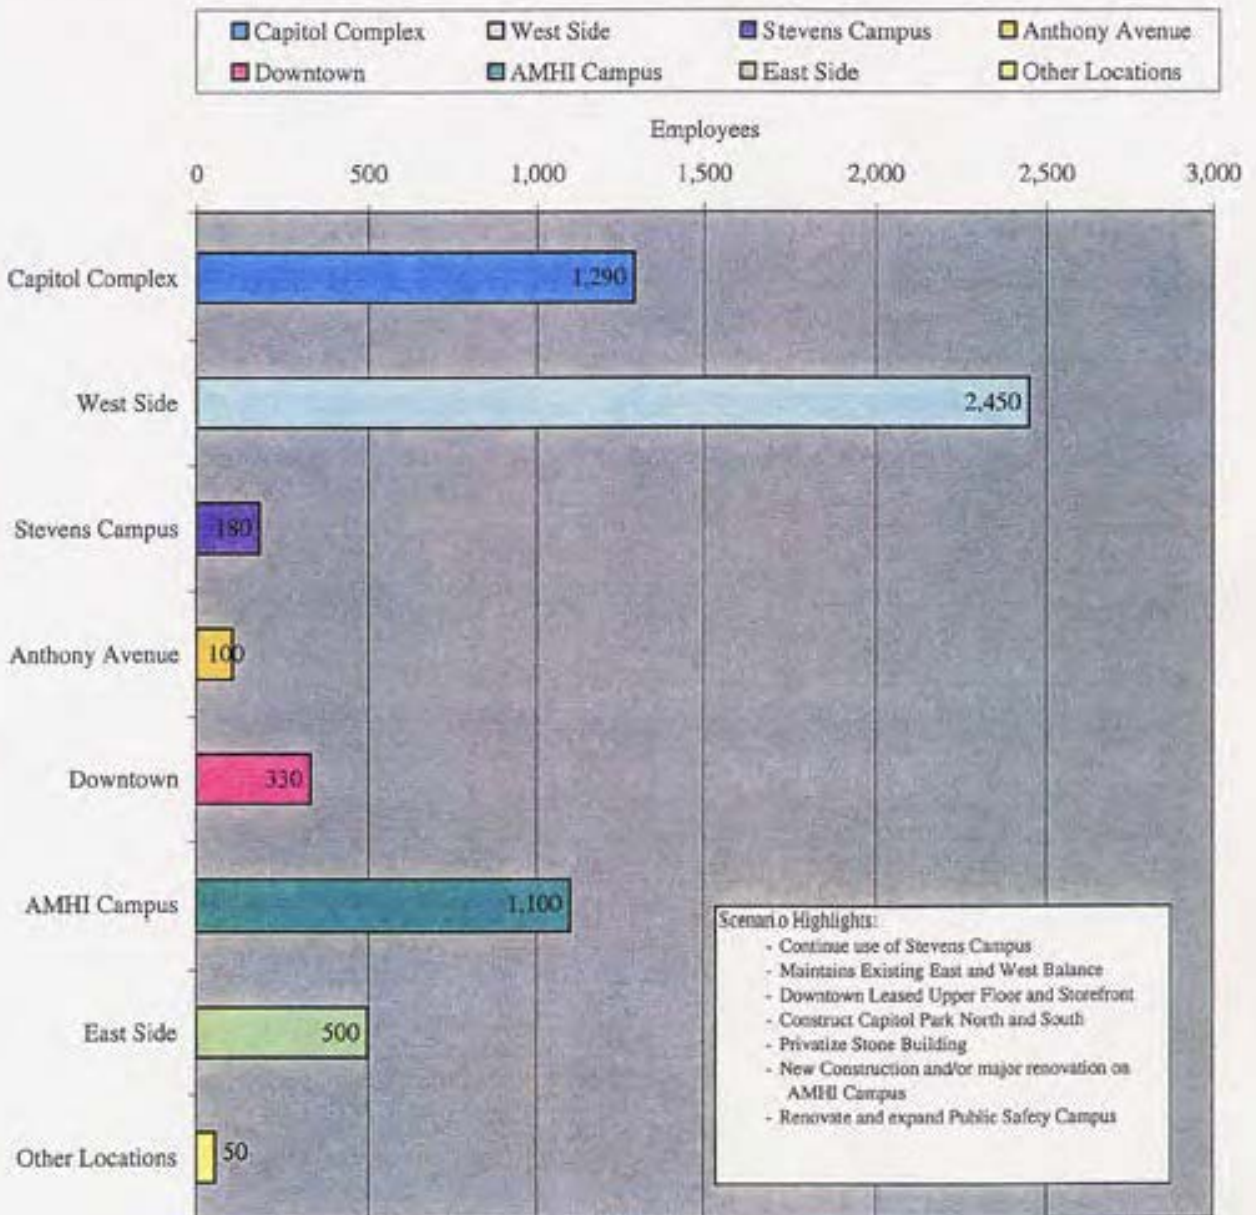 Capitol Complex West Side Stevens Campus Anthony Avenue
Downtown AMHI Campus East Side Other Locations
Employees
0 500 1,000 1,500 2,000 2,500 3,000
Capitol Complex 1,290
West Side 2,450
Stevens Campus 180
Anthony Avenue 100
Downtown 330
AMHI Campus 1,100
East Side 500
Other Locations 50
Scenario Highlights:
- Continue use of Stevens Campus
- Maintains Existing East and West Balance
- Downtown Leased Upper Floor and Storefront
- Construct Capitol Park North and South
- Privatize Stone Building
- New Construction and/or major renovation on
AMHI Campus
- Renovate and expand Public Safety Campus